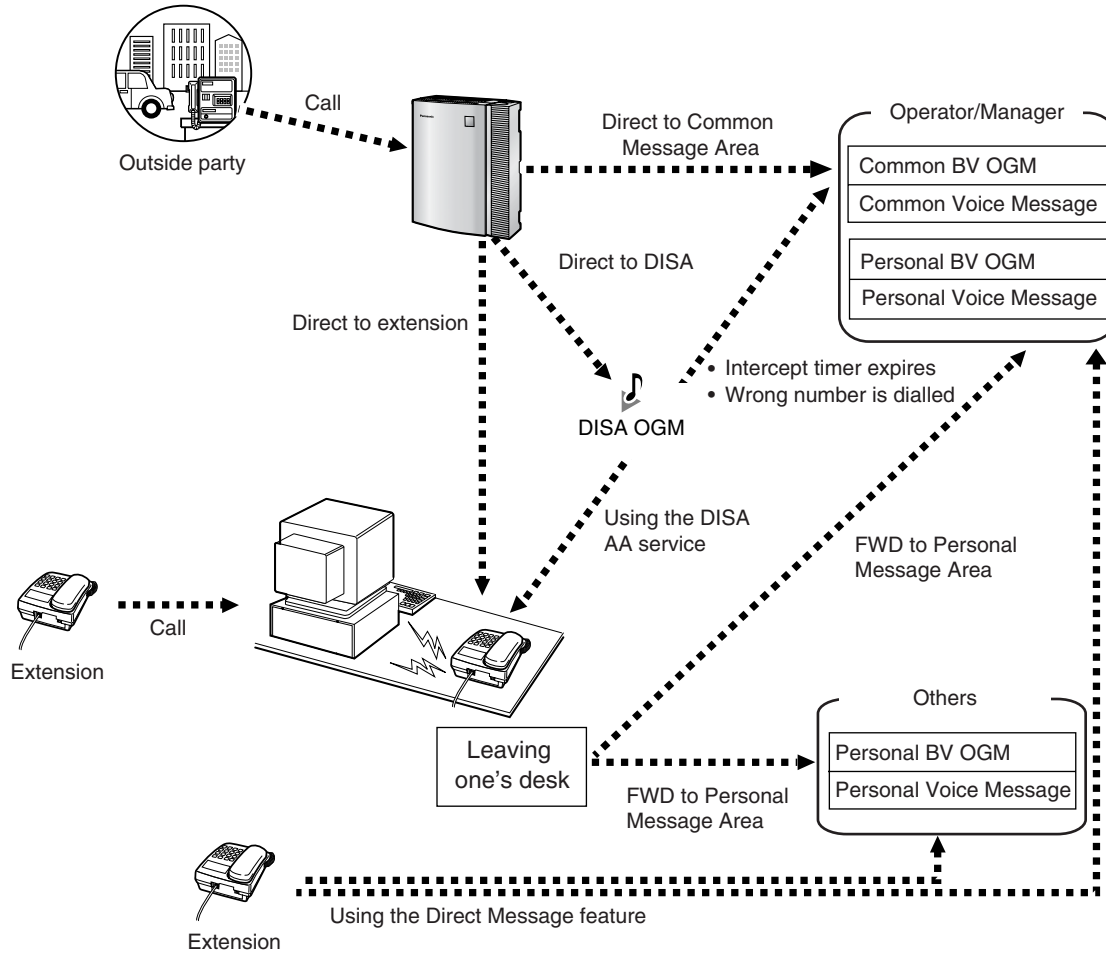 Call
Outside party
Panasonic
Direct to Common
Message Area
Operator/Manager
Common BV OGM
Common Voice Message
Personal BV OGM
Personal Voice Message
Direct to DISA
Direct to extension
• Intercept timer expires
• Wrong number is dialled
DISA OGM
Using the DISA
AA service
FWD to Personal
Message Area
Call
Extension
Leaving
one's desk
FWD to Personal
Message Area
Others
Personal BV OGM
Personal Voice Message
Using the Direct Message feature
Extension